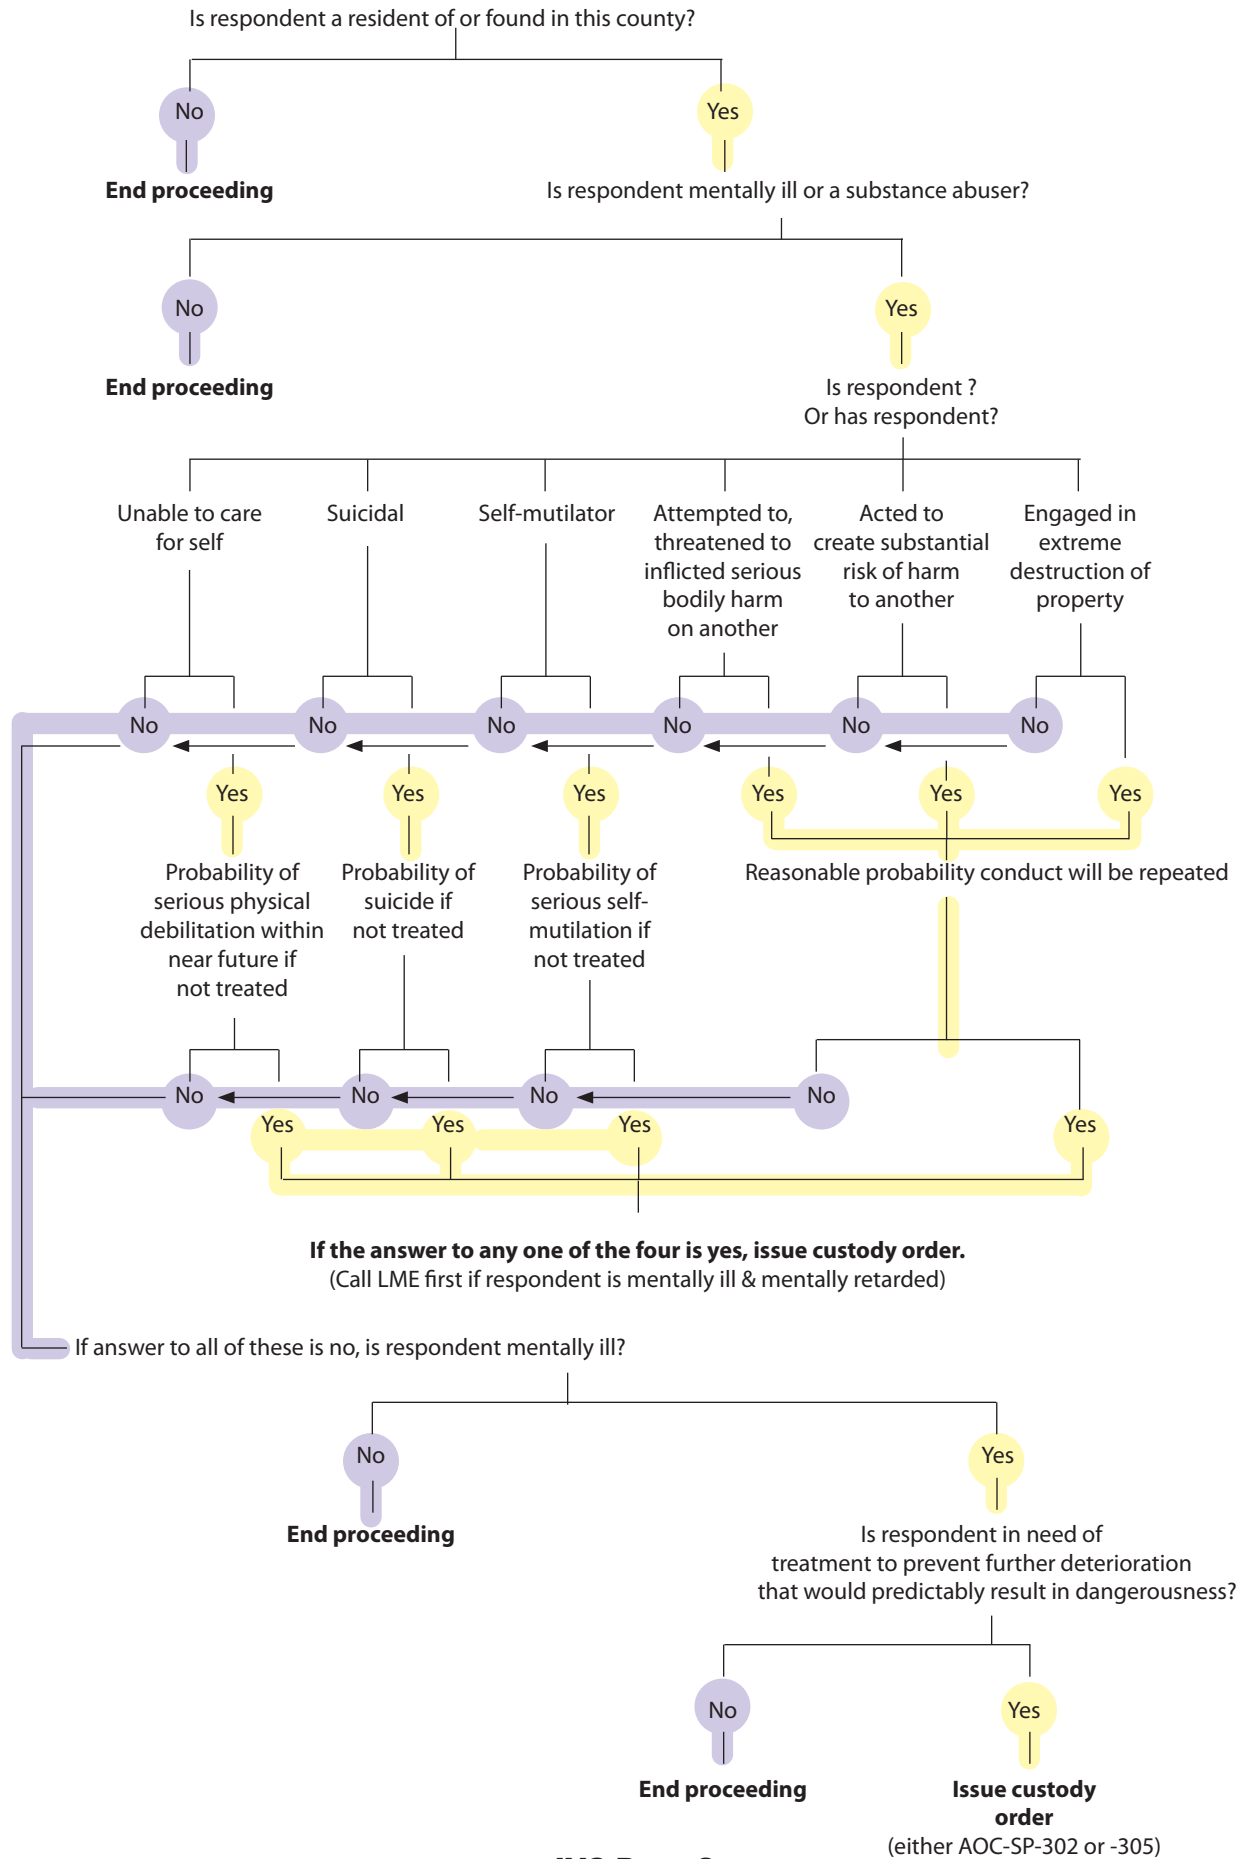 Is respondent a resident of or found in this county?
No
Yes
End proceeding
Is respondent mentally ill or a substance abuser?
No
Yes
End proceeding
Is respondent ?
Or has respondent?
Unable to care
for self
Suicidal
Self-mutilator
Attempted to,
threatened to
inflicted serious
bodily harm
on another
Acted to
create substantial
risk of harm
to another
Engaged in
extreme
destruction of
property
No
No
No
No
No
No
Yes
Yes
Yes
Yes
Yes
Yes
Probability of
serious physical
debilitation within
near future if
not treated
Probability of
suicide if
not treated
Probability of
serious self-
mutilation if
not treated
Reasonable probability conduct will be repeated
No
No
No
No
Yes
Yes
Yes
Yes
If the answer to any one of the four is yes, issue custody order.
(Call LME first if respondent is mentally ill & mentally retarded)
If answer to all of these is no, is respondent mentally ill?
No
Yes
End proceeding
Is respondent in need of
treatment to prevent further deterioration
that would predictably result in dangerousness?
No
Yes
End proceeding
Issue custody
order
(either AOC-SP-302 or -305)